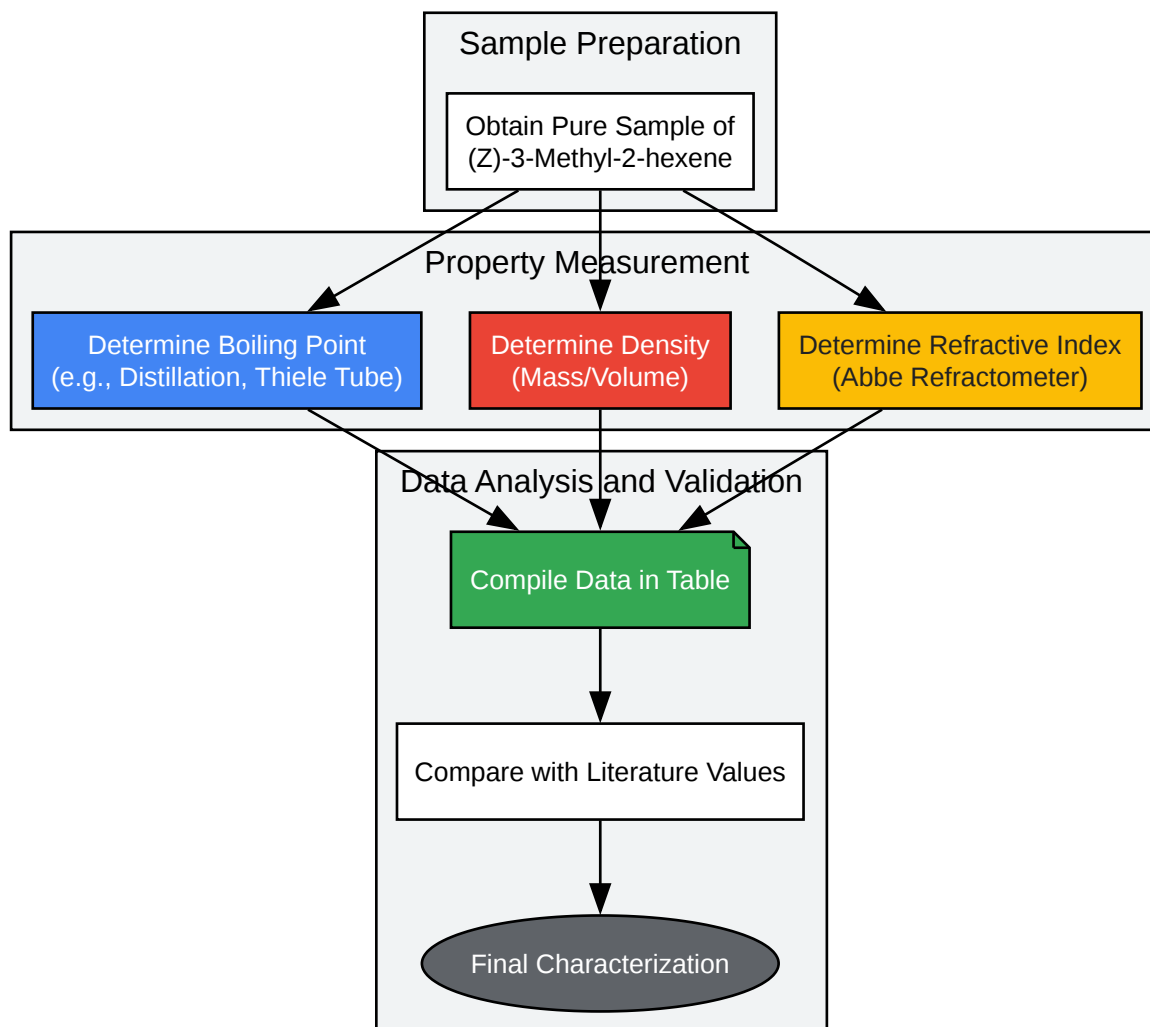 Sample Preparation
Obtain Pure Sample of
(Z)-3-Methyl-2-hexene
Property Measurement
Determine Boiling Point
(e.g., Distillation, Thiele Tube)
Determine Density
(Mass/Volume)
Determine Refractive Index
(Abbe Refractometer)
Data Analysis and Validation
Compile Data in Table
Compare with Literature Values
Final Characterization